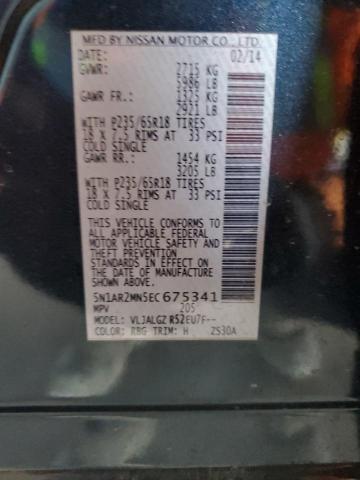 MFD BY NISSAN MOTOR CO., LTD.
DATE: 02/14
GVWR: 2715 KG
5986 LB
GAWR FR.: 1325 KG
2921 LB
WITH P235/65R18 TIRES
18 X 7.5 RIMS AT 33 PSI
COLD SINGLE
GAWR RR.: 1454 KG
3205 LB
WITH P235/65R18 TIRES
18 X 7.5 RIMS AT 33 PSI
COLD SINGLE
THIS VEHICLE CONFORMS TO
ALL APPLICABLE FEDERAL
MOTOR VEHICLE SAFETY AND
THEFT PREVENTION
STANDARDS IN EFFECT ON
THE DATE OF MANUFACTURE
SHOWN ABOVE.
5N1AR2MN5EC675341
MPV 205
MODEL: VLJALGZ R52EU7F--
COLOR: RBG TRIM: H ZS30A